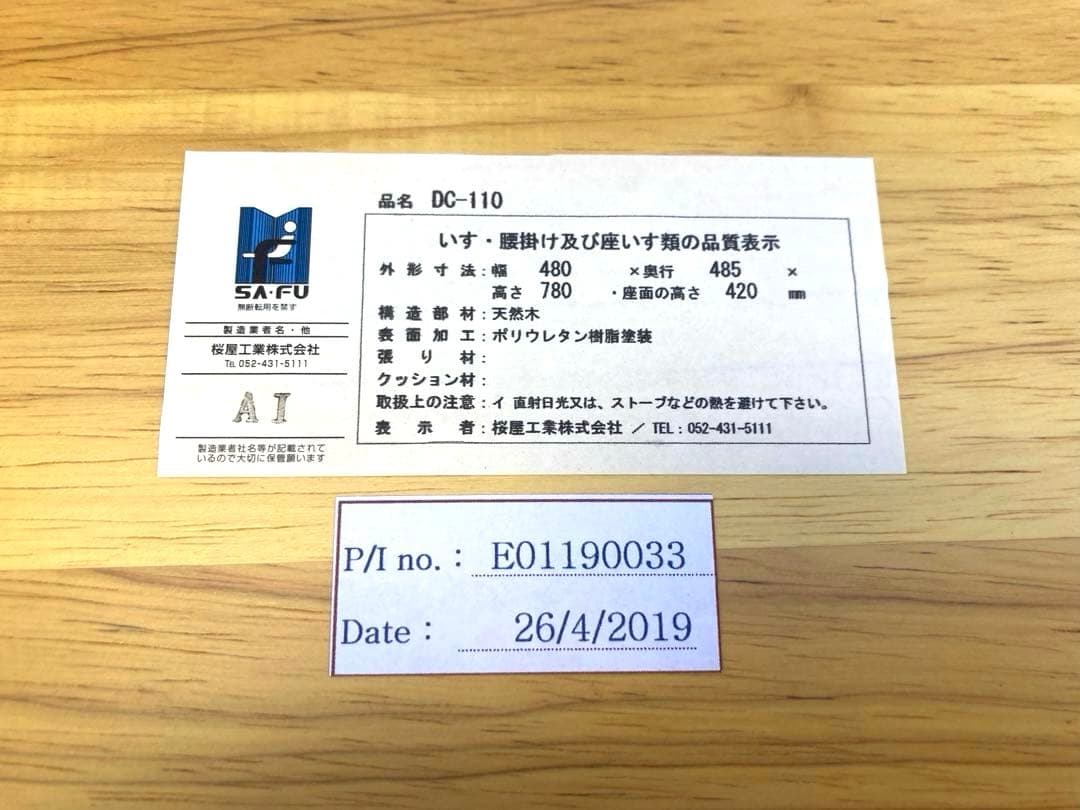 SA・FU
無断転用を禁ず
製造業者名・他
桜屋工業株式会社
TEL 052-431-5111
AI
製造業者社名等が記載されて
いるので大切に保管願います
品名 DC-110
いす・腰掛け及び座いす類の品質表示
外形寸法：幅 480 ×奥行 485 ×
高さ 780 ・座面の高さ 420 mm
構造部材：天然木
表面加工：ポリウレタン樹脂塗装
張り材：
クッション材：
取扱上の注意：イ 直射日光又は、ストーブなどの熱を避けて下さい。
表示者：桜屋工業株式会社 ／ TEL：052-431-5111
P/I no.： E01190033
Date： 26/4/2019